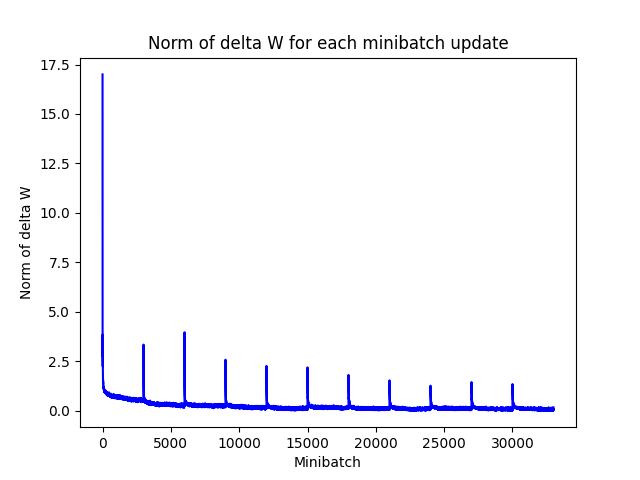 Norm of delta W for each minibatch update
17.5
15.0
12.5
10.0
7.5
5.0
2.5
0.0
Norm of delta W
0 5000 10000 15000 20000 25000 30000
Minibatch